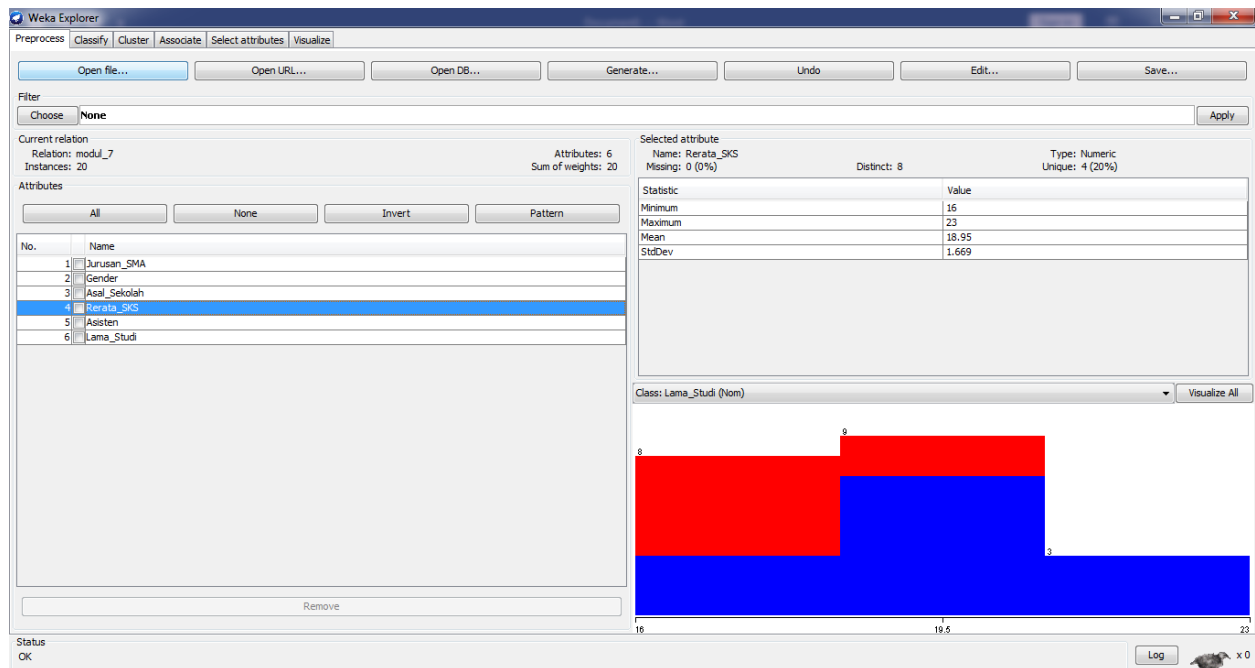 Weka Explorer
Preprocess Classify Cluster Associate Select attributes Visualize
Open file... Open URL... Open DB... Generate... Undo Edit... Save...
Filter
Choose None Apply
Current relation
Relation: modul_7 Attributes: 6
Instances: 20 Sum of weights: 20
Attributes
All None Invert Pattern
No. Name
1 Jurusan_SMA
2 Gender
3 Asal_Sekolah
4 Rerata_SKS
5 Asisten
6 Lama_Studi
Remove
Selected attribute
Name: Rerata_SKS Type: Numeric
Missing: 0 (0%) Distinct: 8 Unique: 4 (20%)
Statistic Value
Minimum 16
Maximum 23
Mean 18.95
StdDev 1.669
Class: Lama_Studi (Nom) Visualize All
8 9 3
16 19.5 23
Status
OK Log x 0